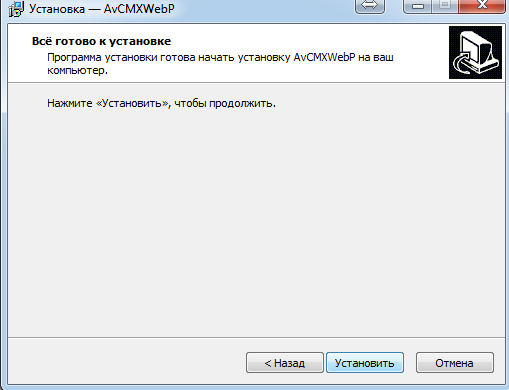 Установка — AvCMXWebP
Всё готово к установке
Программа установки готова начать установку AvCMXWebP на ваш
компьютер.
Нажмите «Установить», чтобы продолжить.
< Назад
Установить
Отмена